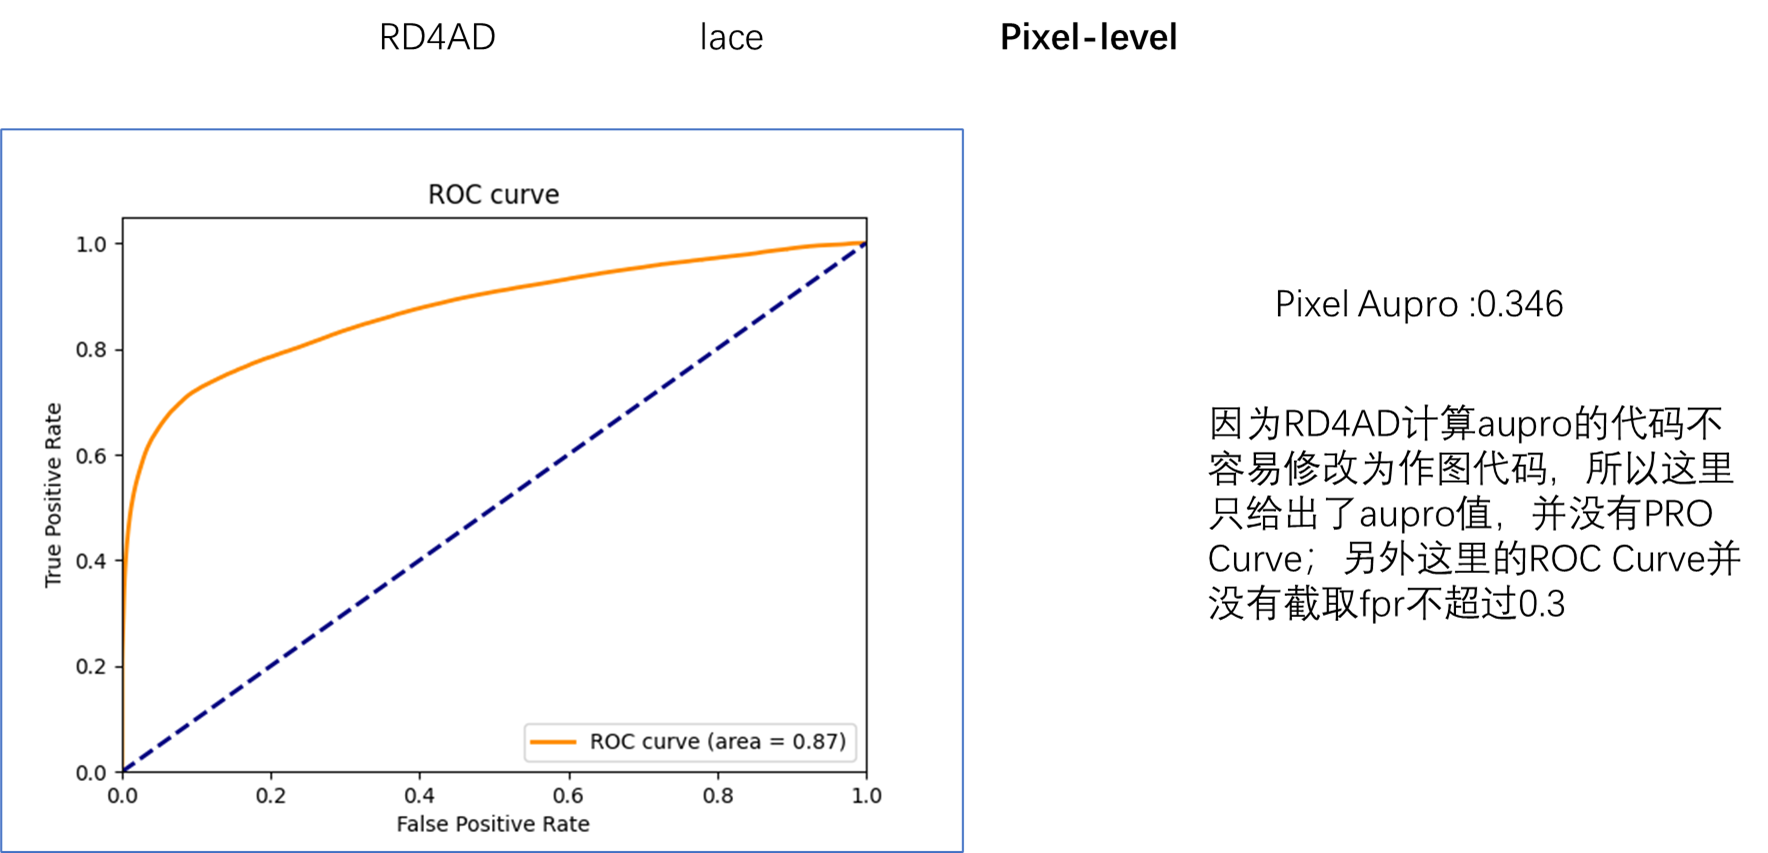 RD4AD lace Pixel-level
ROC curve
1.0
0.8
0.6
0.4
0.2
0.0
True Positive Rate
0.0 0.2 0.4 0.6 0.8 1.0
False Positive Rate
ROC curve (area = 0.87)
Pixel Aupro :0.346
因为RD4AD计算aupro的代码不
容易修改为作图代码，所以这里
只给出了aupro值，并没有PRO
Curve；另外这里的ROC Curve并
没有截取fpr不超过0.3